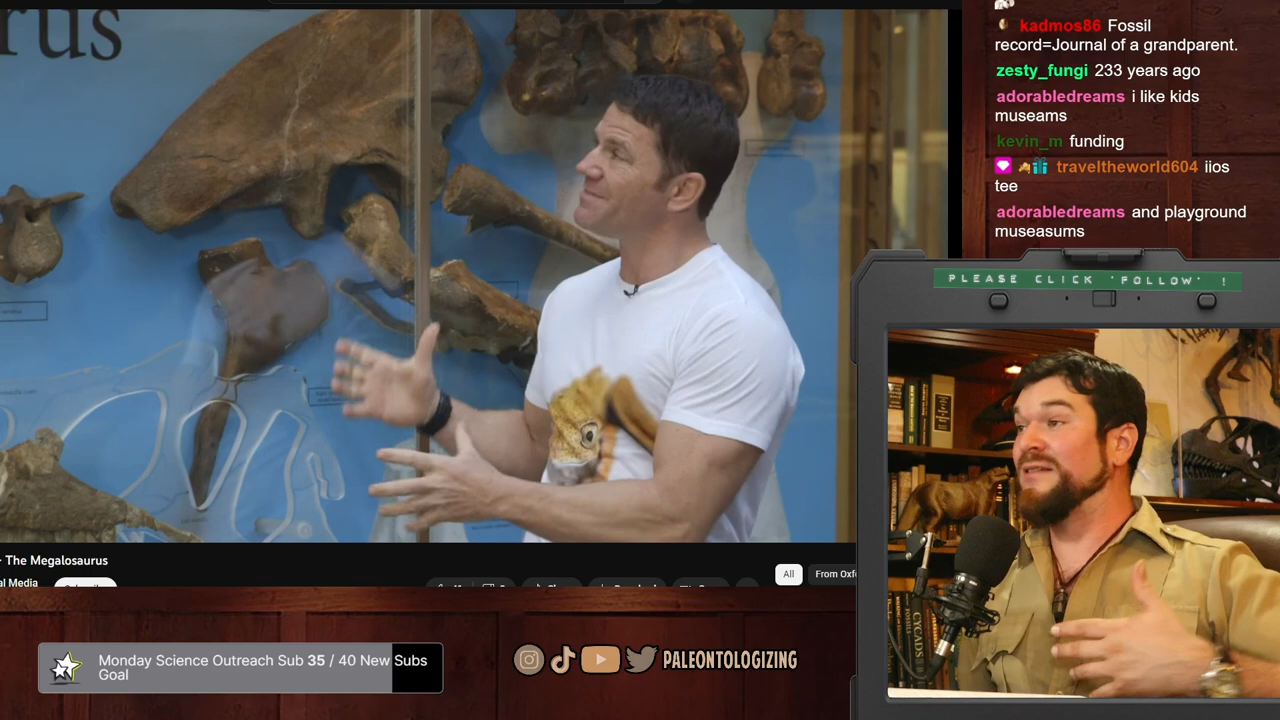 rus
kadmos86 Fossil
record=Journal of a grandparent.
zesty_fungi 233 years ago
adorabledreams i like kids
museams
kevin_m funding
traveltheworld604 iios
tee
adorabledreams and playground
museasums
PLEASE CLICK 'FOLLOW' !
CYCADS
- The Megalosaurus
al Media
All
From Oxfo
Monday Science Outreach Sub 35 / 40 New Subs
Goal
PALEONTOLOGIZING